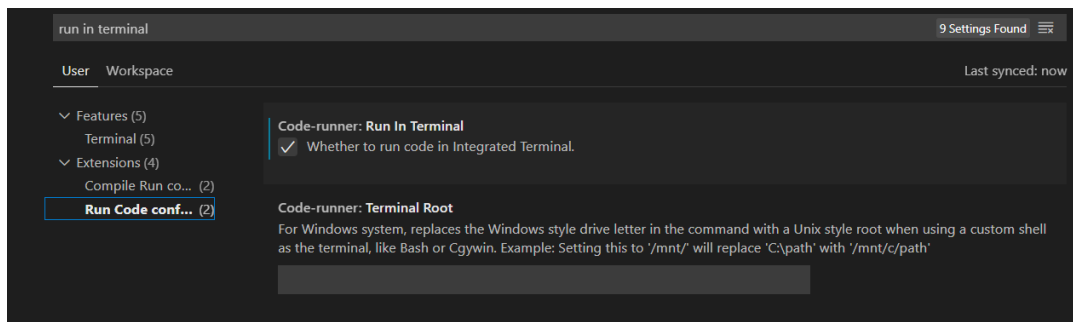 run in terminal
9 Settings Found
User Workspace
Last synced: now
Features (5)
Terminal (5)
Extensions (4)
Compile Run co... (2)
Run Code conf... (2)
Code-runner: Run In Terminal
Whether to run code in Integrated Terminal.
Code-runner: Terminal Root
For Windows system, replaces the Windows style drive letter in the command with a Unix style root when using a custom shell
as the terminal, like Bash or Cgywin. Example: Setting this to '/mnt/' will replace 'C:\path' with '/mnt/c/path'